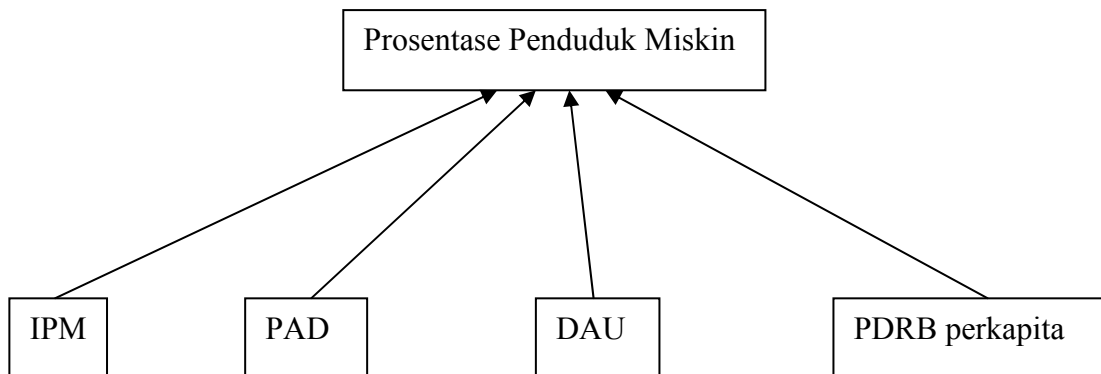 Prosentase Penduduk Miskin
IPM
PAD
DAU
PDRB perkapita